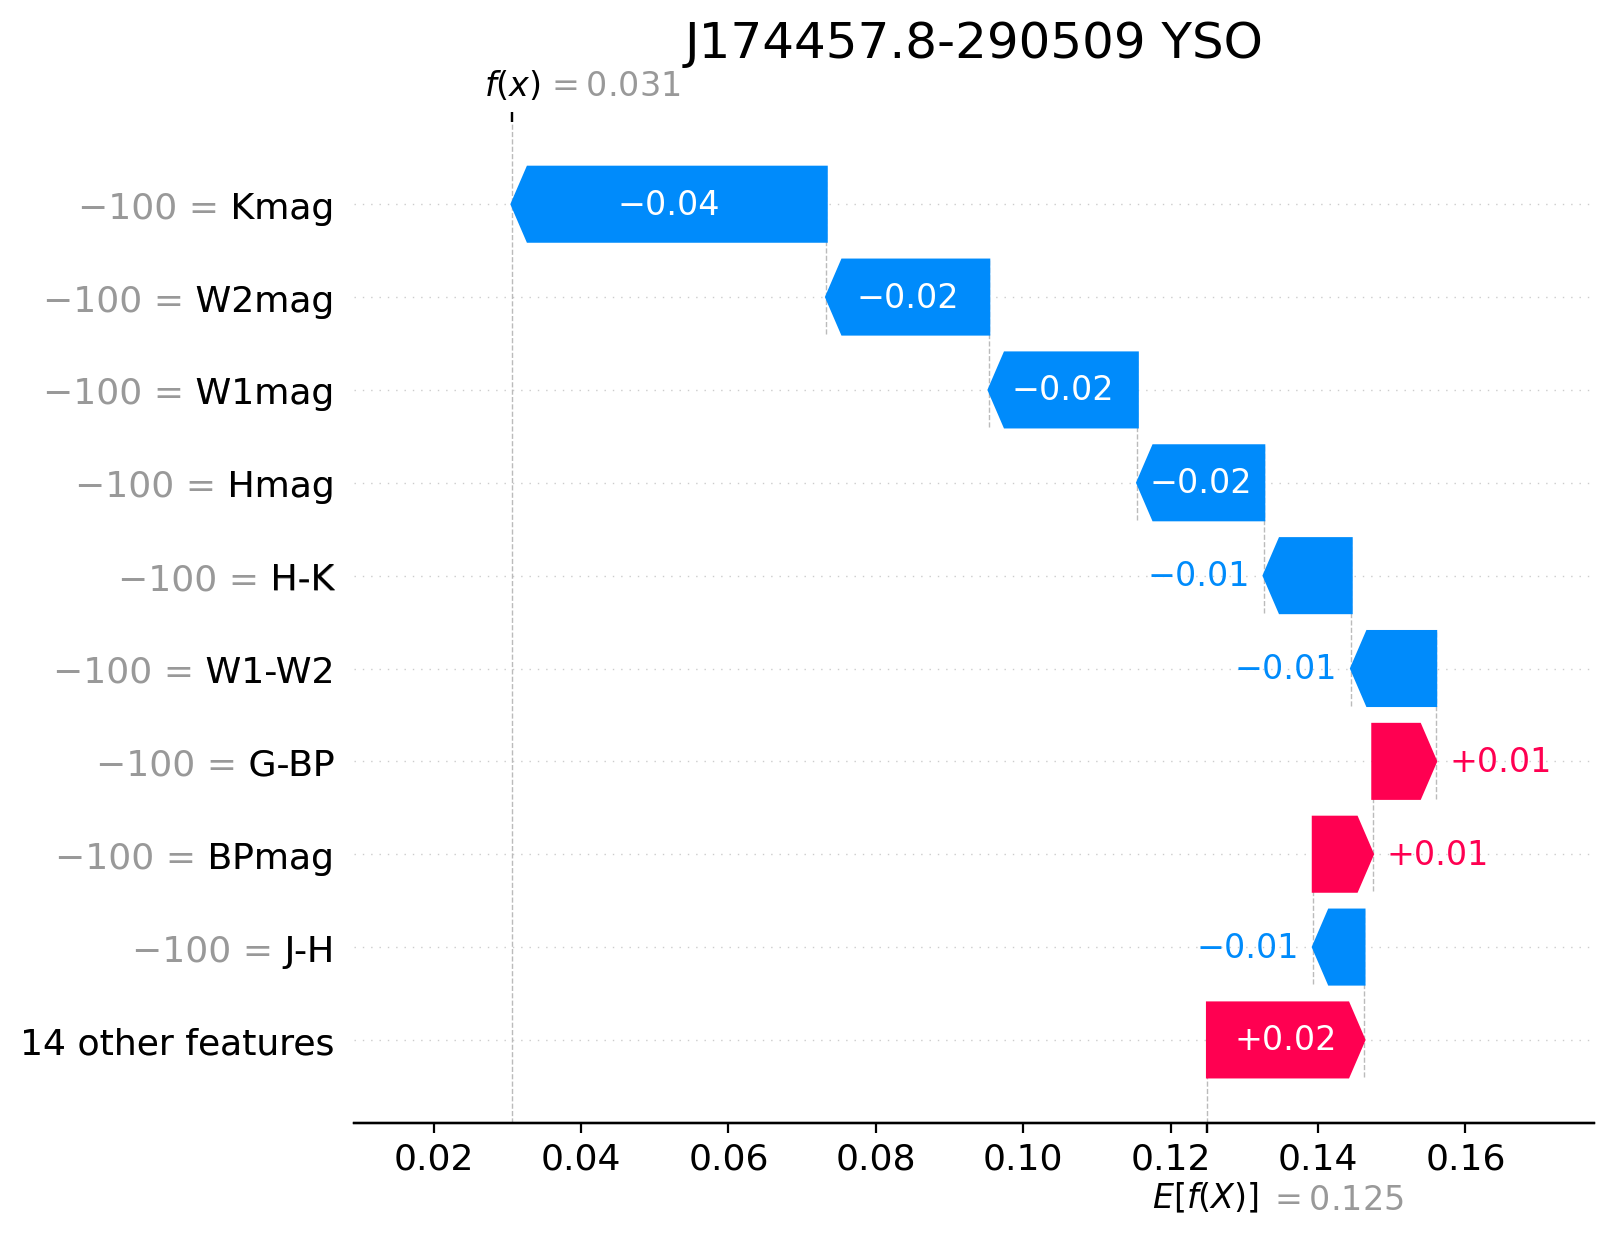 J174457.8-290509 YSO
f(x) = 0.031
−100 = Kmag
−0.04
−100 = W2mag
−0.02
−100 = W1mag
−0.02
−100 = Hmag
−0.02
−100 = H-K
−0.01
−100 = W1-W2
−0.01
−100 = G-BP
+0.01
−100 = BPmag
+0.01
−100 = J-H
−0.01
14 other features
+0.02
0.02 0.04 0.06 0.08 0.10 0.12 0.14 0.16
E[f(X)] = 0.125